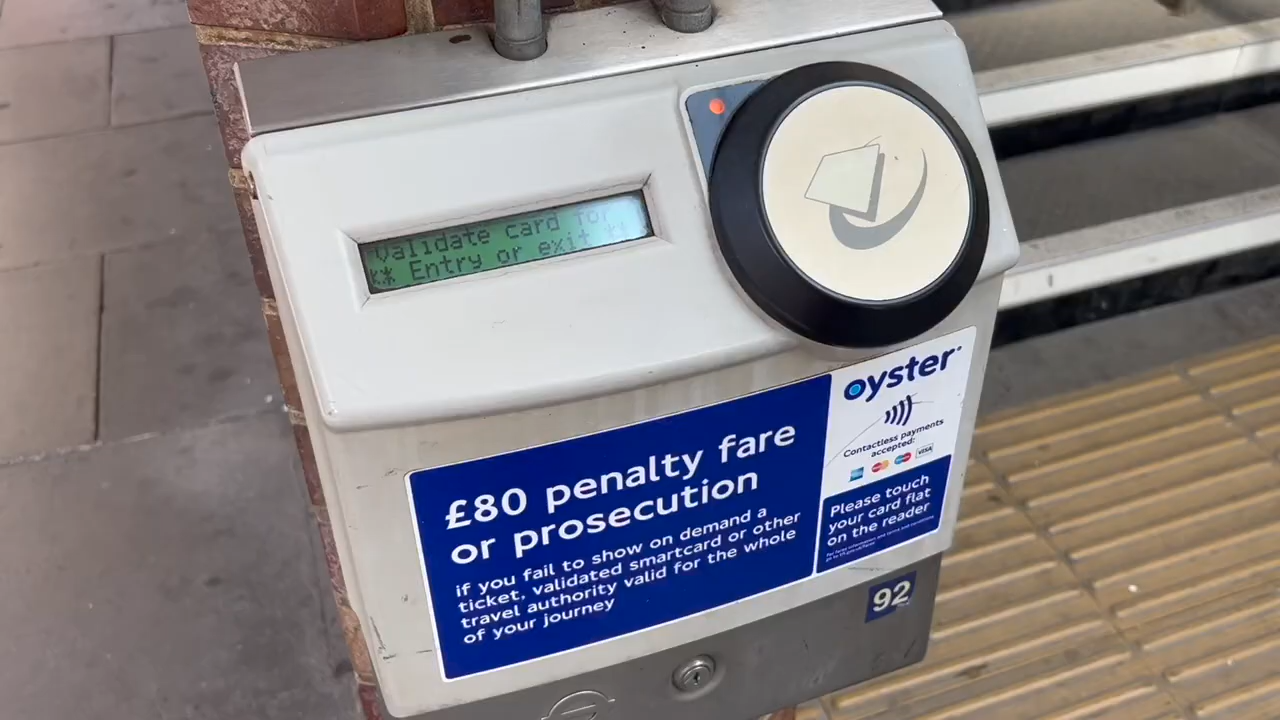 Validate card for
** Entry or exit **
oyster
Contactless payments
accepted:
VISA
£80 penalty fare
or prosecution
if you fail to show on demand a
ticket, validated smartcard or other
travel authority valid for the whole
of your journey
Please touch
your card flat
on the reader
92